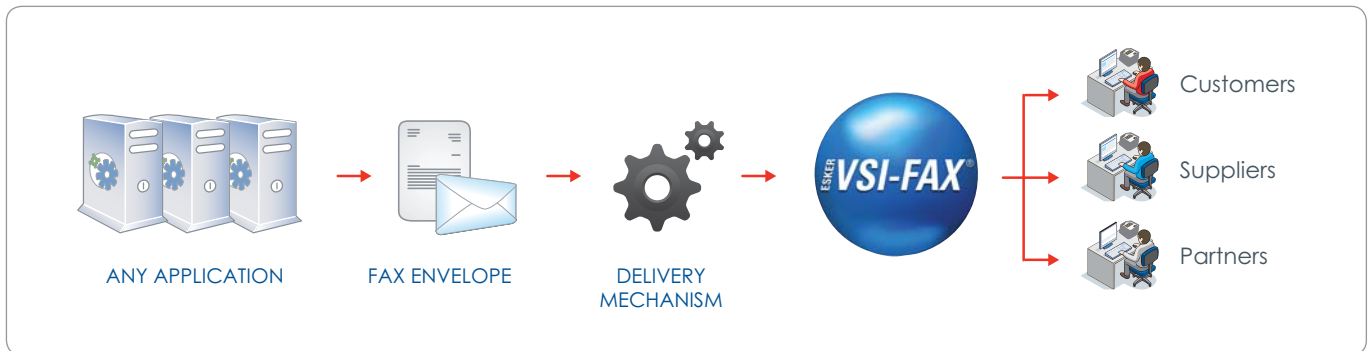 ANY APPLICATION
FAX ENVELOPE
DELIVERY
MECHANISM
ESKER
VSI-FAX®
Customers
Suppliers
Partners